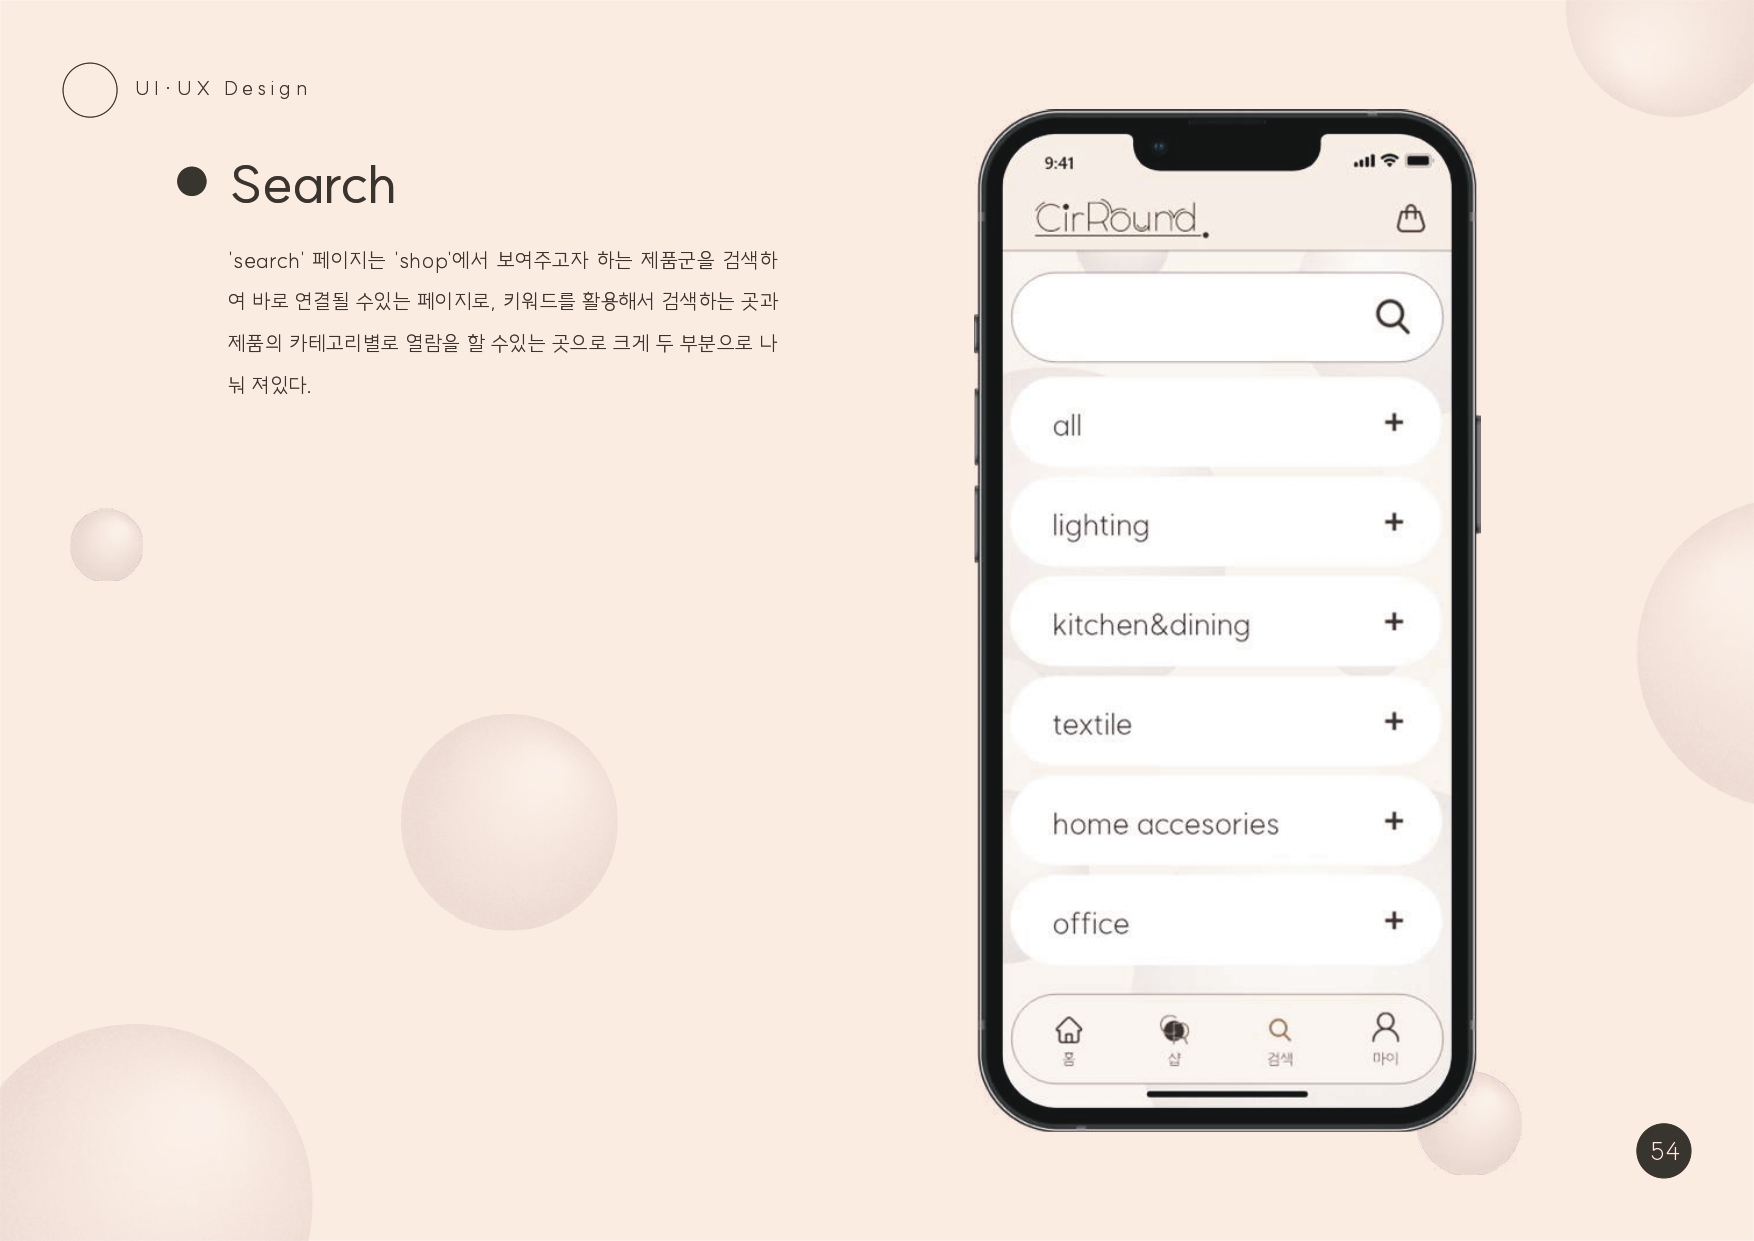 UI·UX Design
Search
'search' 페이지는 'shop'에서 보여주고자 하는 제품군을 검색하
여 바로 연결될 수있는 페이지로, 키워드를 활용해서 검색하는 곳과
제품의 카테고리별로 열람을 할 수있는 곳으로 크게 두 부분으로 나
눠 져있다.
9:41
CirRound.
all +
lighting +
kitchen&dining +
textile +
home accesories +
office +
홈 샵 검색 마이
54